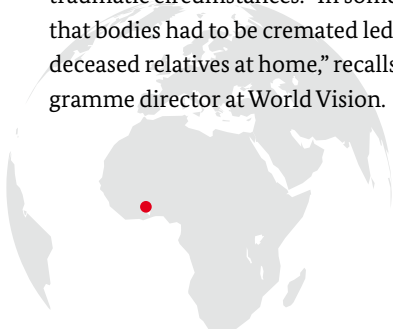 that bodies had to be cremated led
deceased relatives at home,” recalls
gramme director at World Vision.